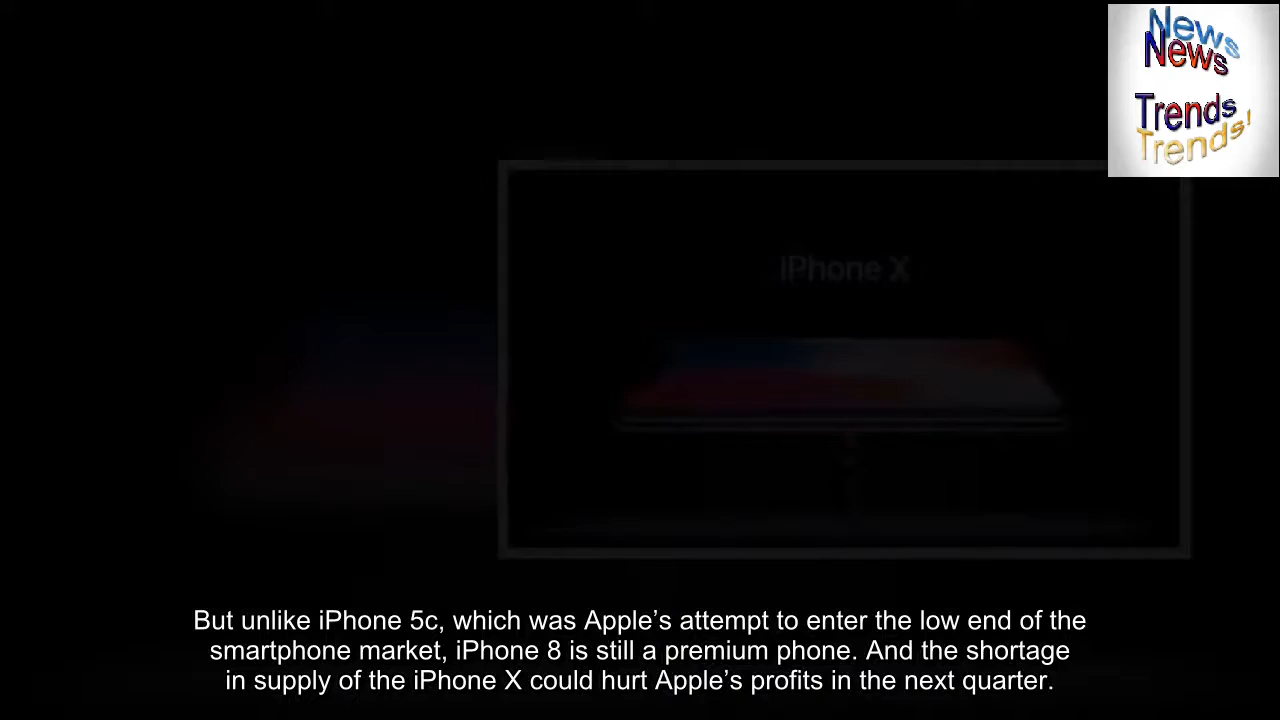 News
News
Trends
Trends!
iPhone X
But unlike iPhone 5c, which was Apple’s attempt to enter the low end of the
smartphone market, iPhone 8 is still a premium phone. And the shortage
in supply of the iPhone X could hurt Apple’s profits in the next quarter.